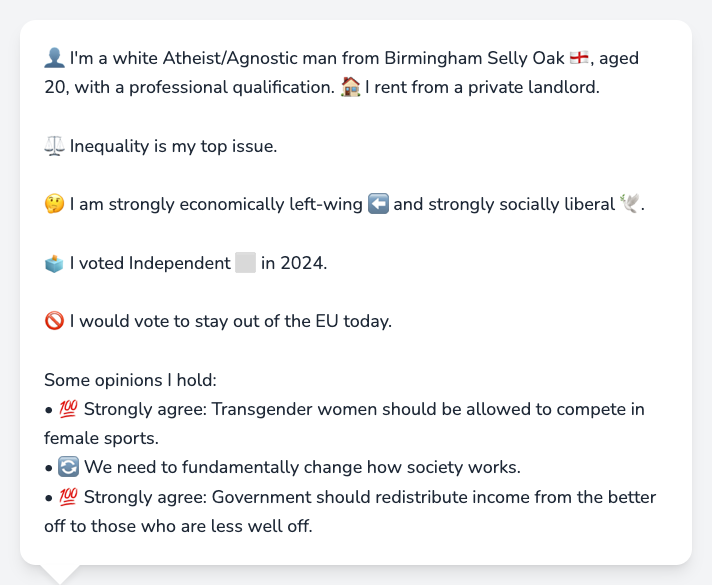 👤 I'm a white Atheist/Agnostic man from Birmingham Selly Oak 🏴󠁧󠁢󠁥󠁮󠁧󠁿, aged
20, with a professional qualification. 🏠 I rent from a private landlord.
⚖️ Inequality is my top issue.
🤔 I am strongly economically left-wing ⬅️ and strongly socially liberal 🕊️.
🗳️ I voted Independent ⬜ in 2024.
🚫 I would vote to stay out of the EU today.
Some opinions I hold:
• 💯 Strongly agree: Transgender women should be allowed to compete in
female sports.
• 🔄 We need to fundamentally change how society works.
• 💯 Strongly agree: Government should redistribute income from the better
off to those who are less well off.